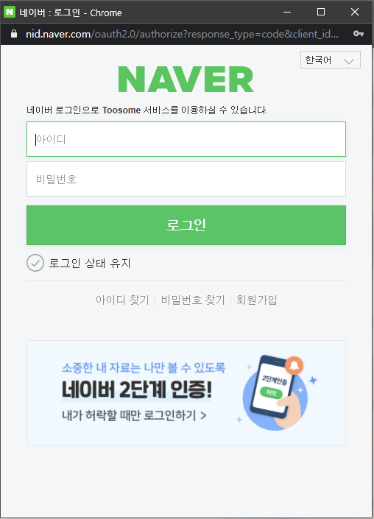 네이버 : 로그인 - Chrome
nid.naver.com/oauth2.0/authorize?response_type=code&client_id...
한국어
NAVER
네이버 로그인으로 Toosome 서비스를 이용하실 수 있습니다.
아이디
비밀번호
로그인
로그인 상태 유지
아이디 찾기 | 비밀번호 찾기 | 회원가입
소중한 내 자료는 나만 볼 수 있도록
네이버 2단계 인증!
내가 허락할 때만 로그인하기 >
2단계인증